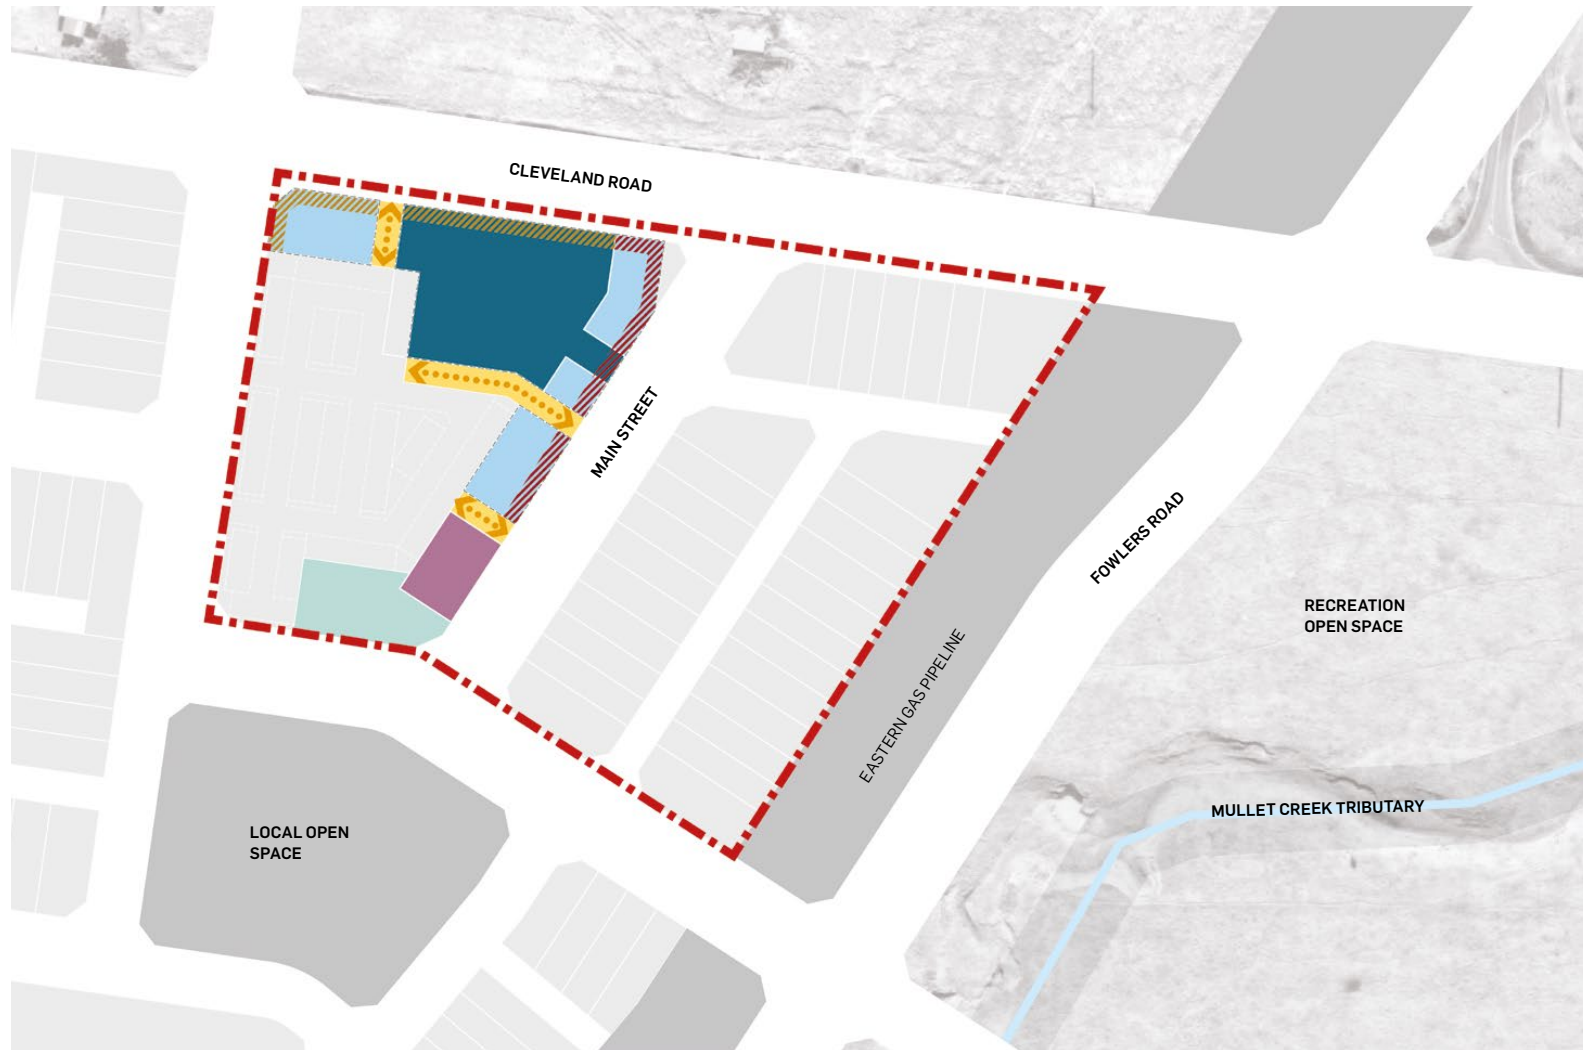 CLEVELAND ROAD
MAIN STREET
FOWLERS ROAD
RECREATION
OPEN SPACE
EASTERN GAS PIPELINE
MULLET CREEK TRIBUTARY
LOCAL OPEN
SPACE